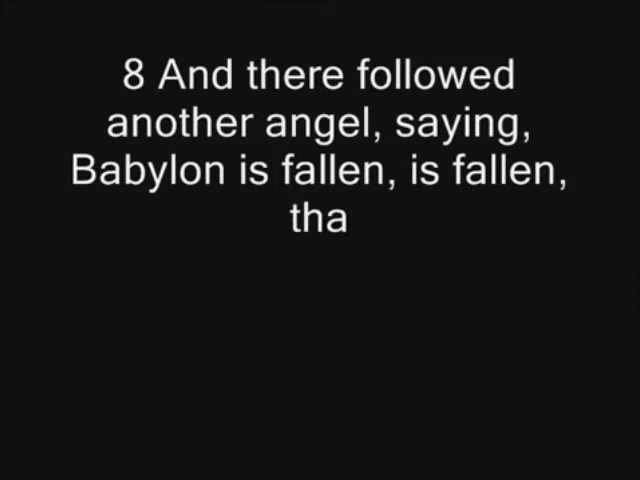 8 And there followed
another angel, saying,
Babylon is fallen, is fallen,
tha